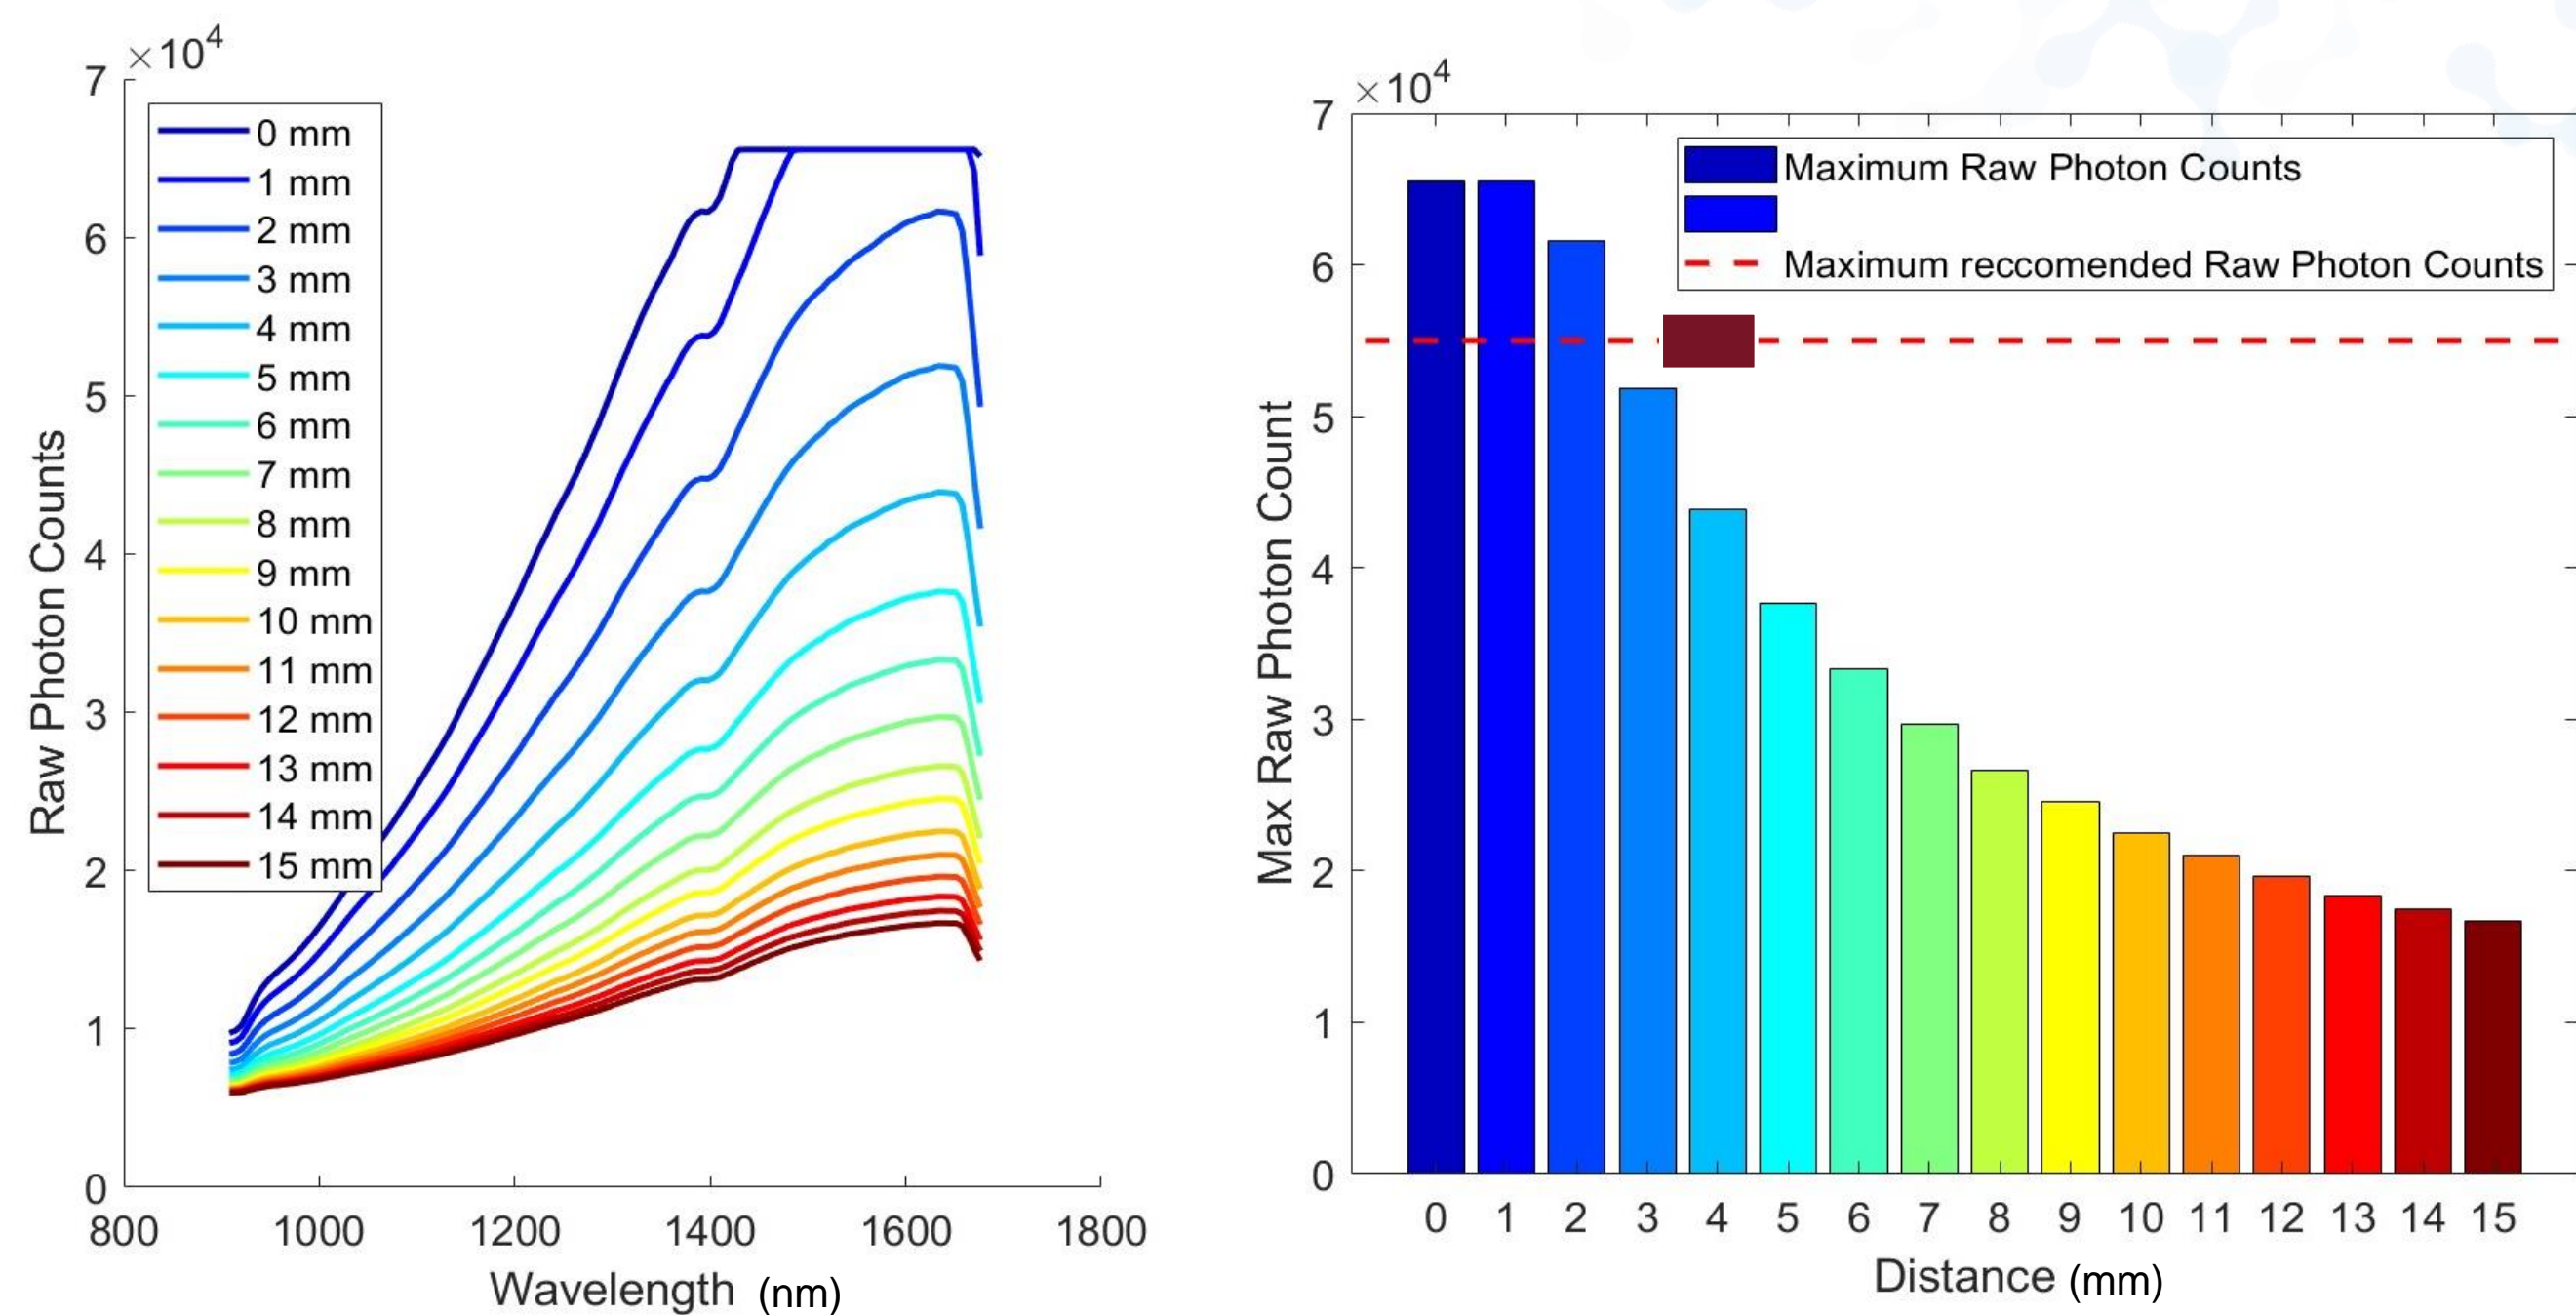 ×10⁴
7
6
5
4
3
2
1
0
Raw Photon Counts
0 mm
1 mm
2 mm
3 mm
4 mm
5 mm
6 mm
7 mm
8 mm
9 mm
10 mm
11 mm
12 mm
13 mm
14 mm
15 mm
800 1000 1200 1400 1600 1800
Wavelength (nm)
×10⁴
7
6
5
4
3
2
1
0
Max Raw Photon Count
Maximum Raw Photon Counts
Maximum reccomended Raw Photon Counts
0 1 2 3 4 5 6 7 8 9 10 11 12 13 14 15
Distance (mm)